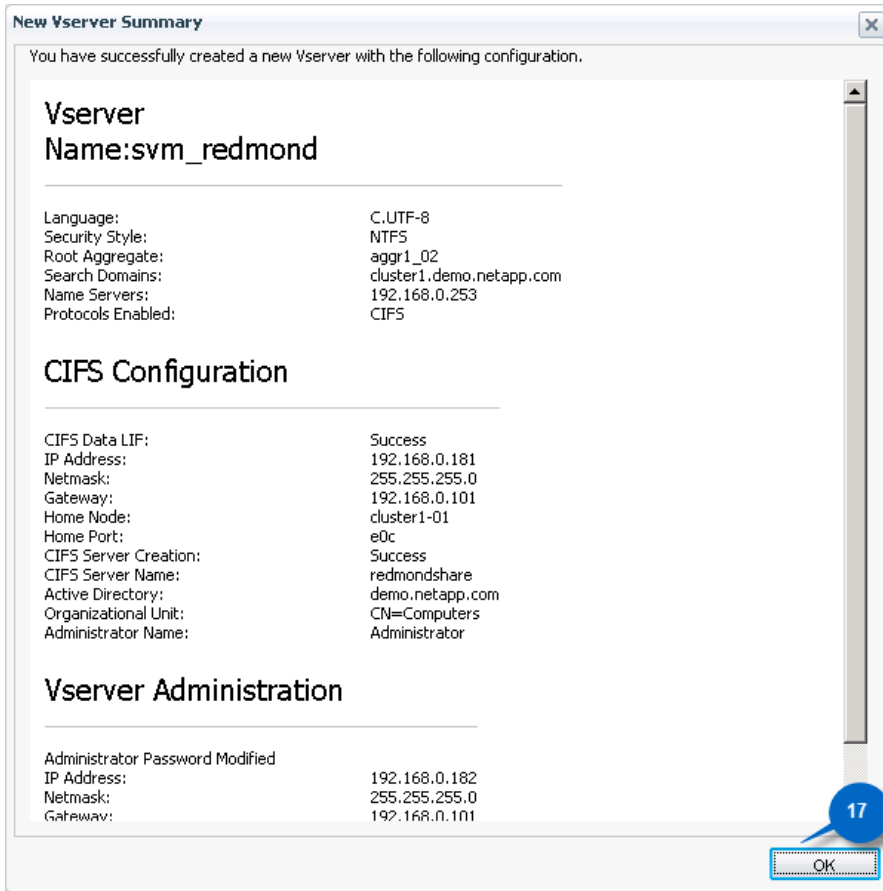 New Vserver Summary
You have successfully created a new Vserver with the following configuration.
Vserver
Name:svm_redmond
Language: C.UTF-8
Security Style: NTFS
Root Aggregate: aggr1_02
Search Domains: cluster1.demo.netapp.com
Name Servers: 192.168.0.253
Protocols Enabled: CIFS
CIFS Configuration
CIFS Data LIF: Success
IP Address: 192.168.0.181
Netmask: 255.255.255.0
Gateway: 192.168.0.101
Home Node: cluster1-01
Home Port: e0c
CIFS Server Creation: Success
CIFS Server Name: redmondshare
Active Directory: demo.netapp.com
Organizational Unit: CN=Computers
Administrator Name: Administrator
Vserver Administration
Administrator Password Modified
IP Address: 192.168.0.182
Netmask: 255.255.255.0
Gateway: 192.168.0.101
17
OK